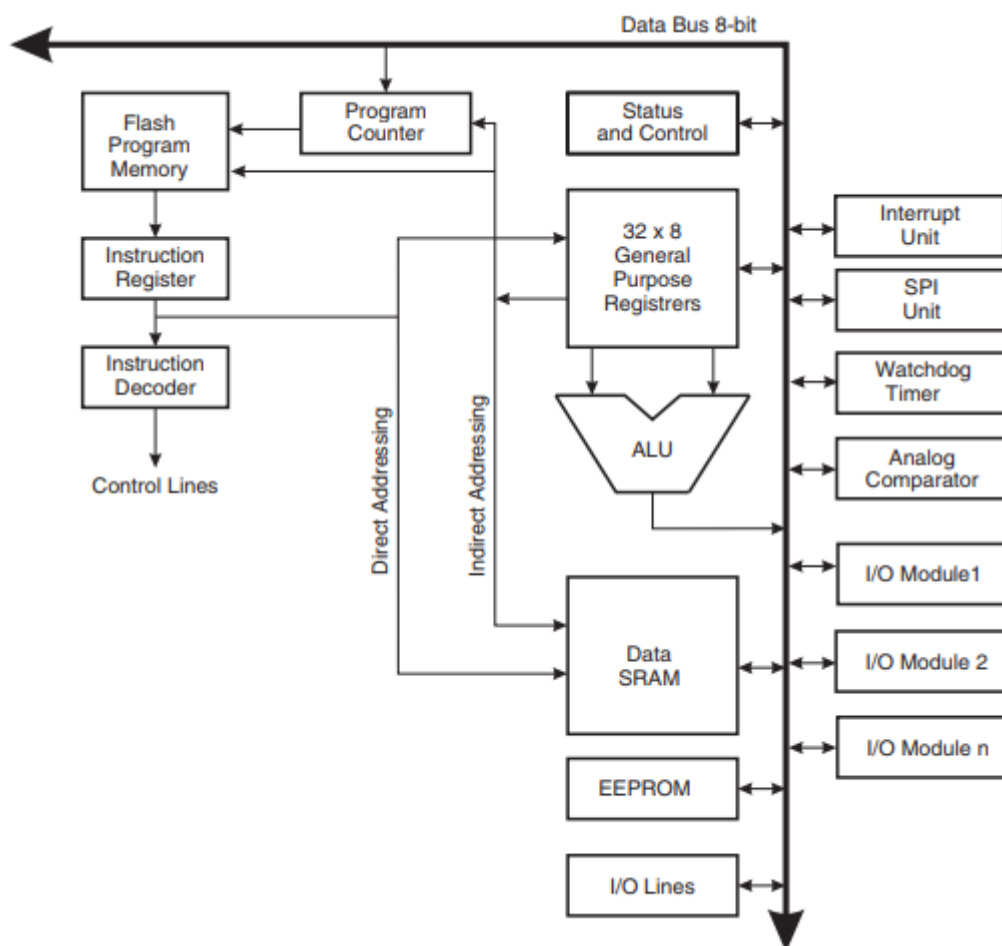 Data Bus 8-bit
Flash
Program
Memory
Program
Counter
Status
and Control
Instruction
Register
32 x 8
General
Purpose
Registrers
Interrupt
Unit
SPI
Unit
Instruction
Decoder
Watchdog
Timer
Control Lines
Direct Addressing
Indirect Addressing
ALU
Analog
Comparator
I/O Module1
Data
SRAM
I/O Module 2
I/O Module n
EEPROM
I/O Lines